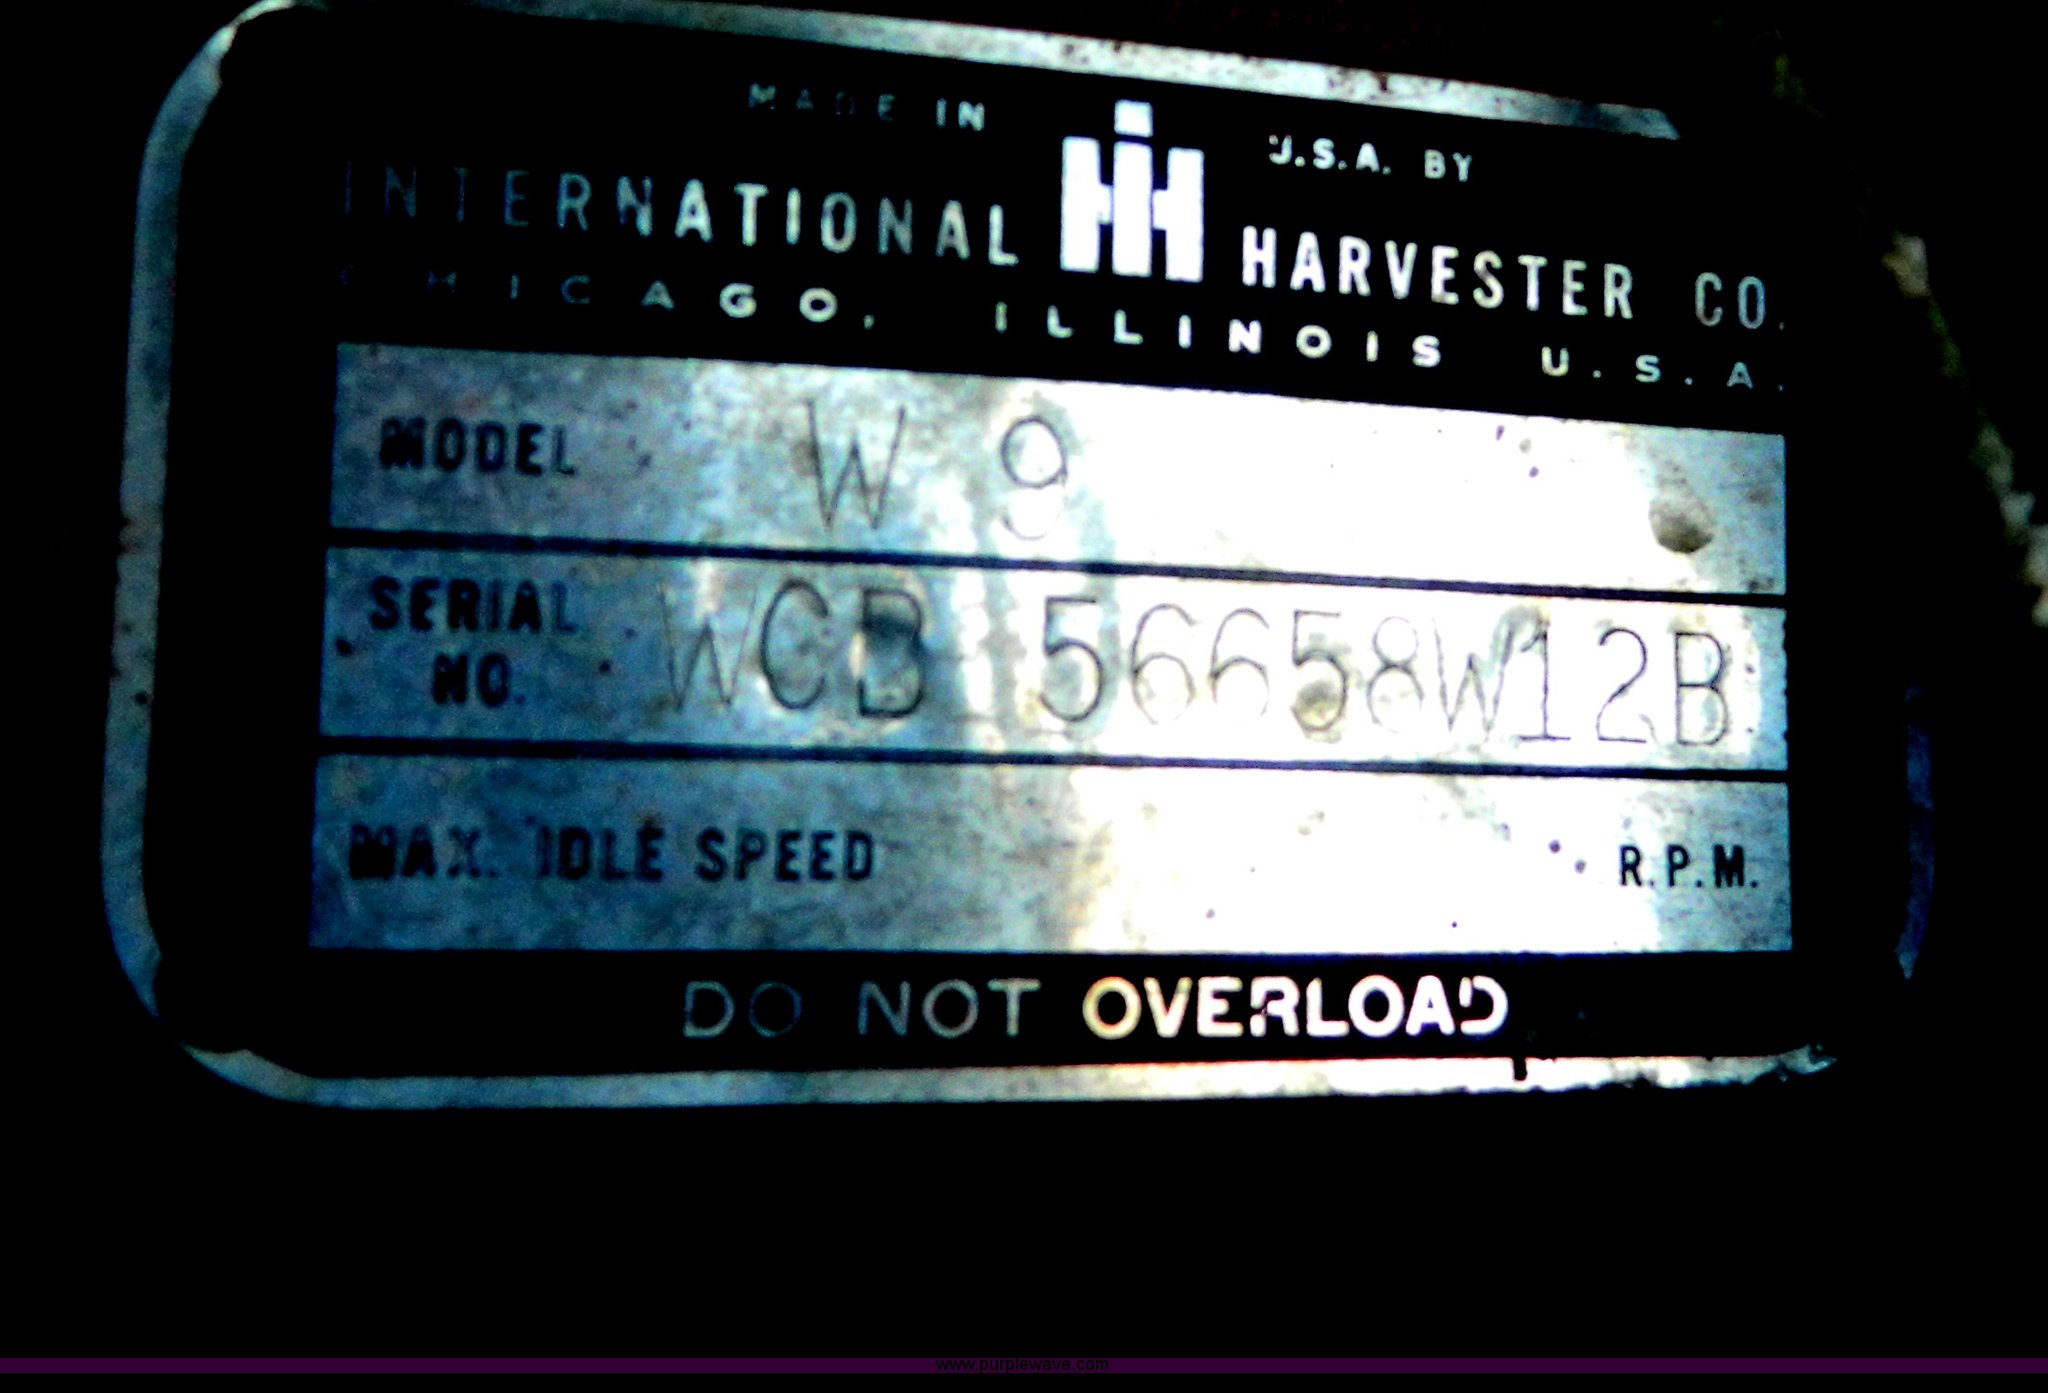 MADE IN IH U.S.A. BY
INTERNATIONAL HARVESTER CO.
CHICAGO, ILLINOIS U.S.A.
MODEL W 9
SERIAL NO. WCB 56658W12B
MAX. IDLE SPEED R.P.M.
DO NOT OVERLOAD
www.purplewave.com